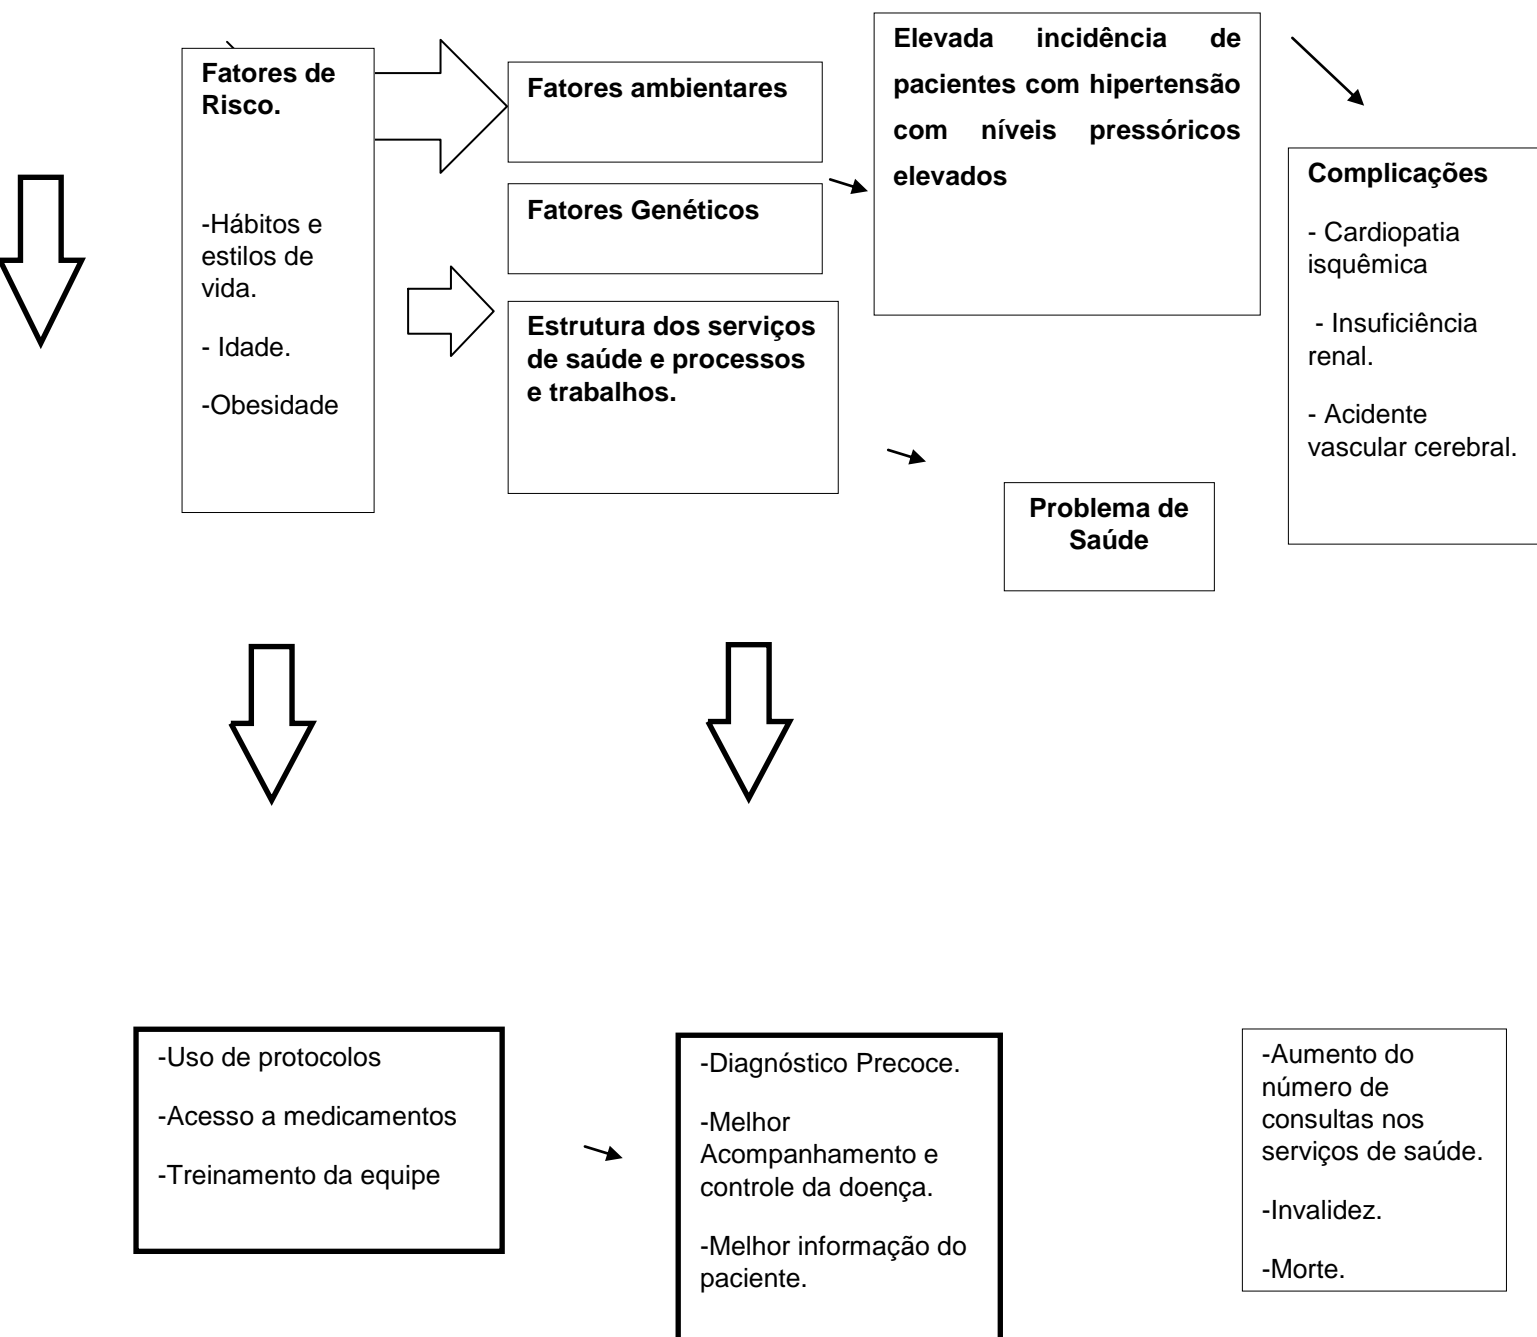 Fatores de
Risco.
-Hábitos e
estilos de
vida.
- Idade.
-Obesidade
Fatores ambientares
Fatores Genéticos
Estrutura dos serviços
de saúde e processos
e trabalhos.
Elevada incidência de
pacientes com hipertensão
com níveis pressóricos
elevados
Complicações
- Cardiopatia
isquêmica
- Insuficiência
renal.
- Acidente
vascular cerebral.
Problema de
Saúde
-Uso de protocolos
-Acesso a medicamentos
-Treinamento da equipe
-Diagnóstico Precoce.
-Melhor
Acompanhamento e
controle da doença.
-Melhor informação do
paciente.
-Aumento do
número de
consultas nos
serviços de saúde.
-Invalidez.
-Morte.